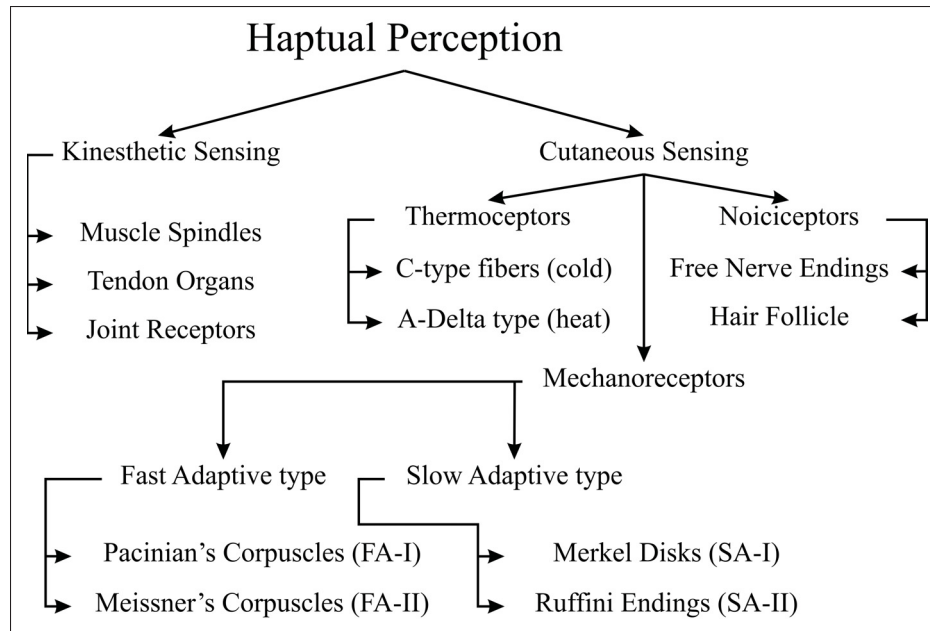 Haptual Perception
Kinesthetic Sensing
Cutaneous Sensing
Muscle Spindles
Tendon Organs
Joint Receptors
Thermoceptors
C-type fibers (cold)
A-Delta type (heat)
Noiciceptors
Free Nerve Endings
Hair Follicle
Mechanoreceptors
Fast Adaptive type
Pacinian’s Corpuscles (FA-I)
Meissner’s Corpuscles (FA-II)
Slow Adaptive type
Merkel Disks (SA-I)
Ruffini Endings (SA-II)